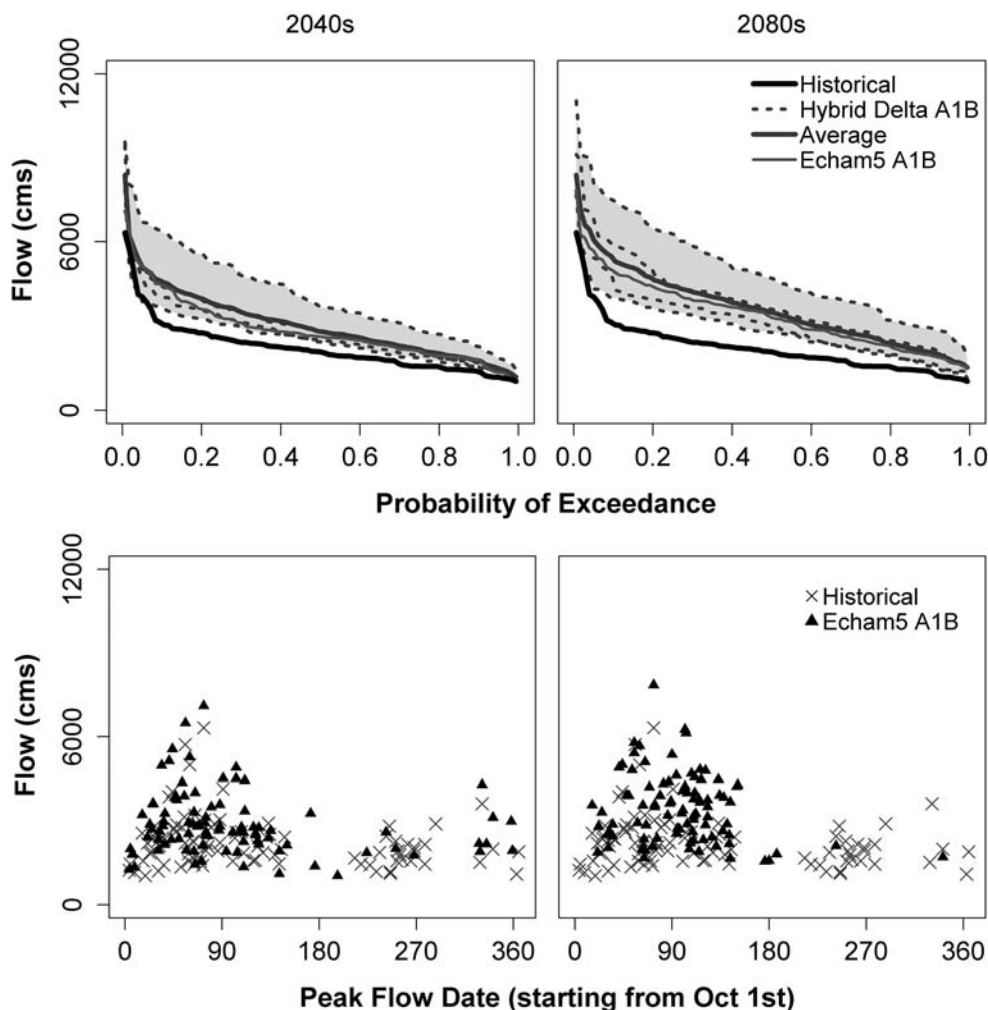 2040s
2080s
Flow (cms)
12000
6000
0
Historical
Hybrid Delta A1B
Average
Echam5 A1B
0.0 0.2 0.4 0.6 0.8 1.0
0.0 0.2 0.4 0.6 0.8 1.0
Probability of Exceedance
Flow (cms)
12000
6000
0
Historical
Echam5 A1B
0 90 180 270 360
0 90 180 270 360
Peak Flow Date (starting from Oct 1st)